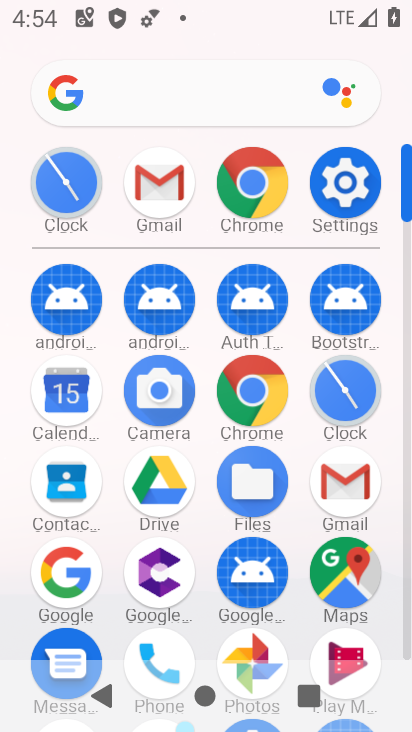 4:54 LTE
Clock Gmail Chrome Settings
androi... androi... Auth T... Bootstr...
15
Calend... Camera Chrome Clock
Contac... Drive Files Gmail
Google Google... Google... Maps
Messa... Phone Photos Play M...